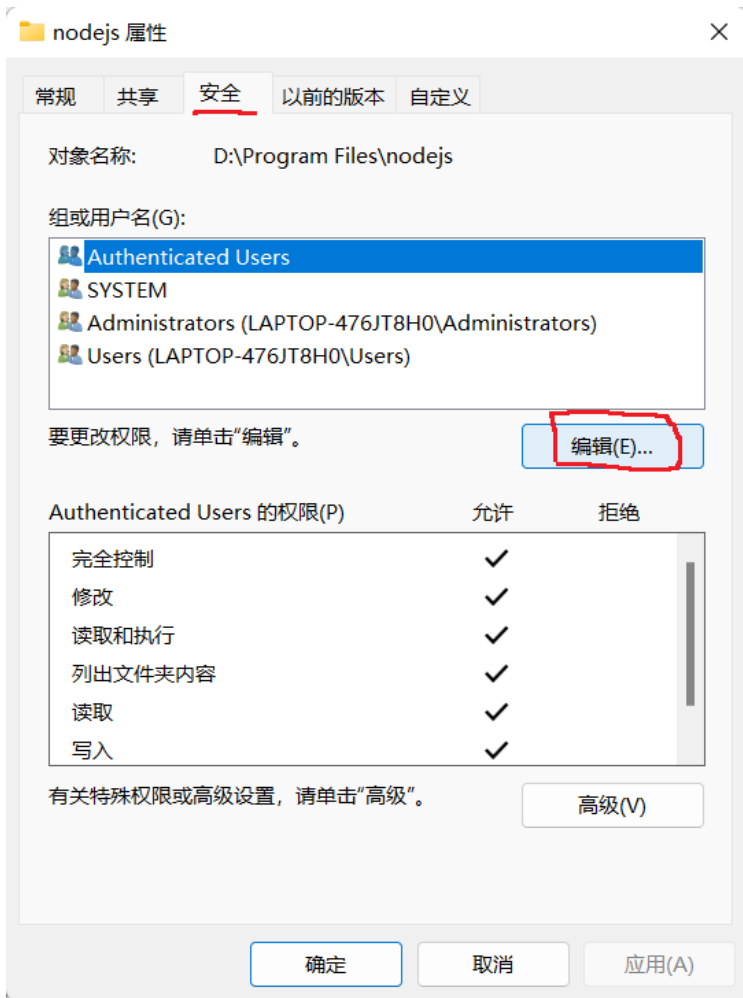 nodejs 属性
常规 共享 安全 以前的版本 自定义
对象名称: D:\Program Files\nodejs
组或用户名(G):
Authenticated Users
SYSTEM
Administrators (LAPTOP-476JT8H0\Administrators)
Users (LAPTOP-476JT8H0\Users)
要更改权限，请单击“编辑”。
编辑(E)...
Authenticated Users 的权限(P) 允许 拒绝
完全控制
修改
读取和执行
列出文件夹内容
读取
写入
有关特殊权限或高级设置，请单击“高级”。
高级(V)
确定 取消 应用(A)